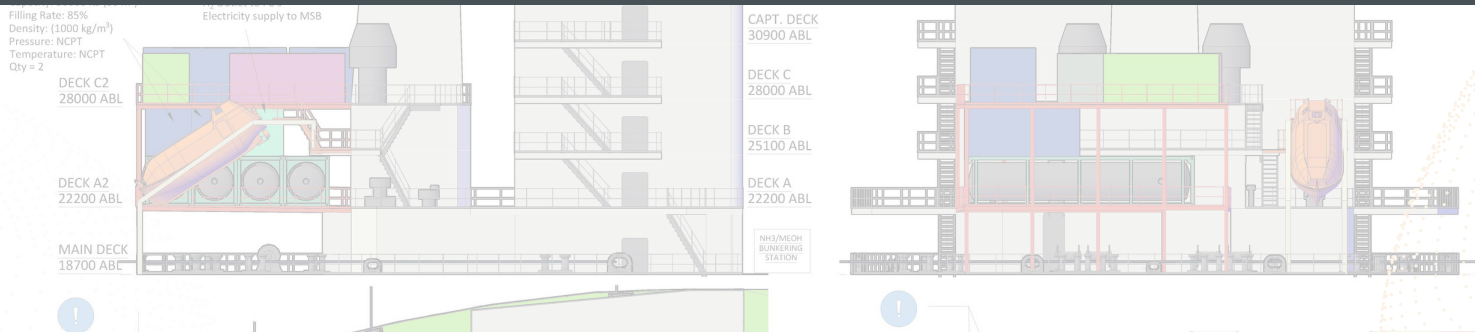 Filling Rate: 85%
Density: (1000 kg/m³)
Pressure: NCPT
Temperature: NCPT
Qty = 2
Electricity supply to MSB
DECK C2
28000 ABL
DECK A2
22200 ABL
MAIN DECK
18700 ABL
CAPT. DECK
30900 ABL
DECK C
28000 ABL
DECK B
25100 ABL
DECK A
22200 ABL
NH3/MEOH
BUNKERING
STATION
!
!